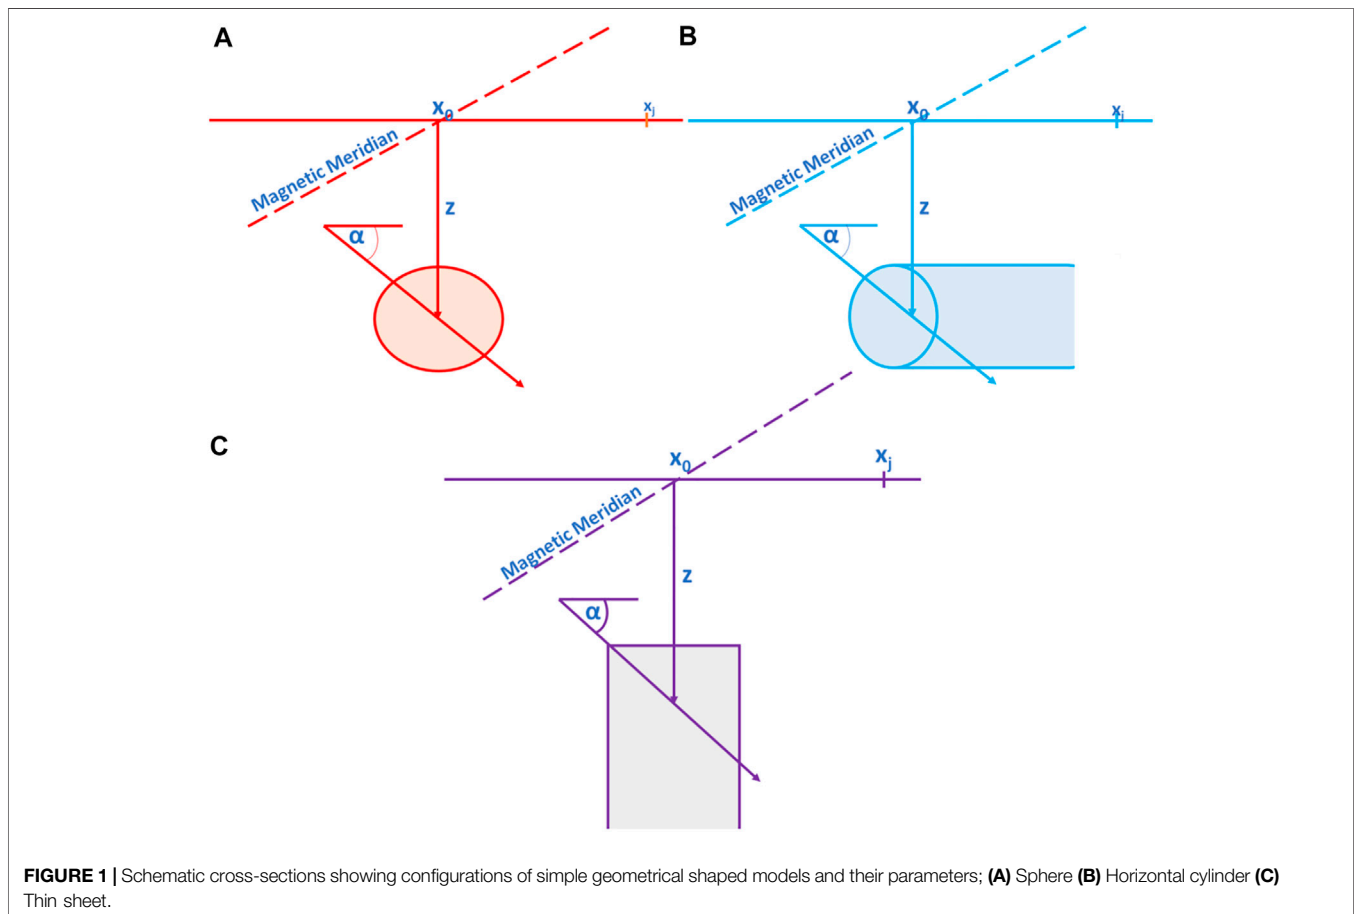 A
x₀
xⱼ
Magnetic Meridian
z
α
B
x₀
xⱼ
Magnetic Meridian
z
α
C
x₀
xⱼ
Magnetic Meridian
z
α
FIGURE 1 | Schematic cross-sections showing configurations of simple geometrical shaped models and their parameters; (A) Sphere (B) Horizontal cylinder (C)
Thin sheet.